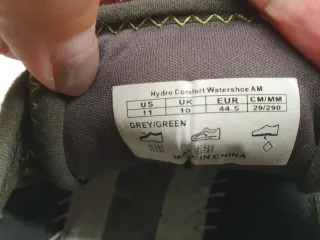 Hydro Comfort Watershoe AM
US UK EUR CM/MM
11 10 44.5 29/290
GREY/GREEN
MADE IN CHINA